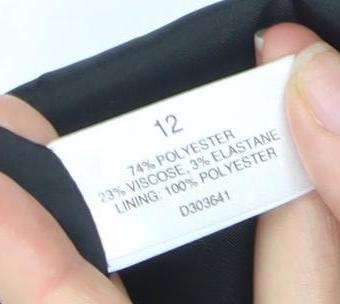 12
74% POLYESTER
23% VISCOSE, 3% ELASTANE
LINING: 100% POLYESTER
D303641